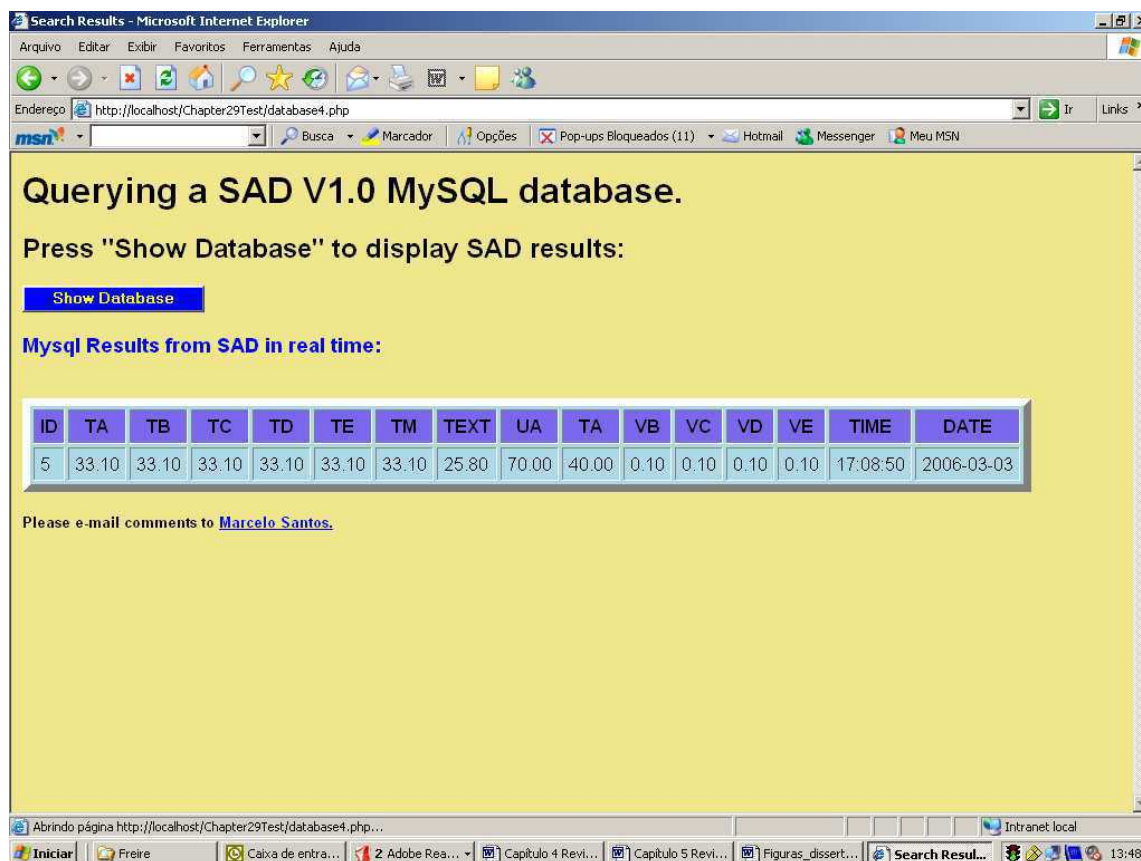 Search Results - Microsoft Internet Explorer
Arquivo Editar Exibir Favoritos Ferramentas Ajuda
Endereço http://localhost/Chapter29Test/database4.php Ir Links
msn Busca Marcador Opções Pop-ups Bloqueados (11) Hotmail Messenger Meu MSN
Querying a SAD V1.0 MySQL database.
Press "Show Database" to display SAD results:
Show Database
Mysql Results from SAD in real time:
ID TA TB TC TD TE TM TEXT UA TA VB VC VD VE TIME DATE
5 33.10 33.10 33.10 33.10 33.10 33.10 25.80 70.00 40.00 0.10 0.10 0.10 0.10 17:08:50 2006-03-03
Please e-mail comments to Marcelo Santos.
Abrindo página http://localhost/Chapter29Test/database4.php... Intranet local
Iniciar Freire Caixa de entra... 2 Adobe Rea... Capítulo 4 Revi... Capítulo 5 Revi... Figuras_dissert... Search Resul... 13:49